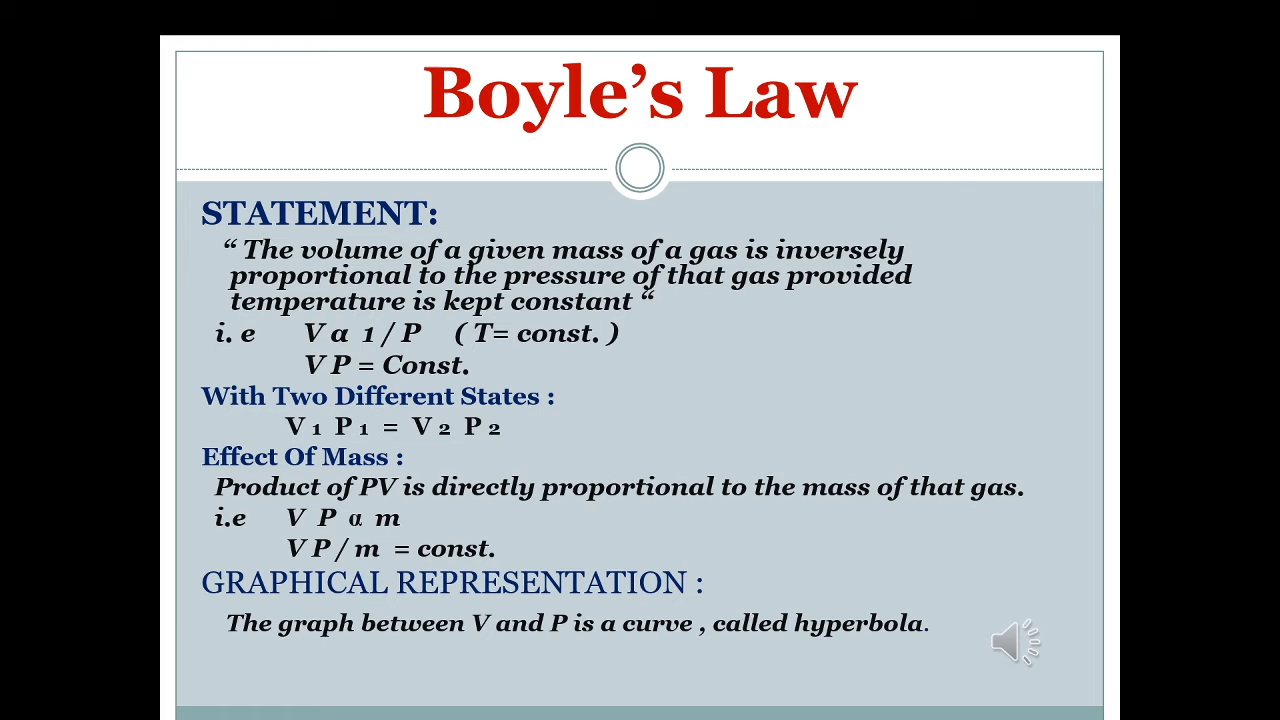 Boyle’s Law
STATEMENT:
“ The volume of a given mass of a gas is inversely
proportional to the pressure of that gas provided
temperature is kept constant “
i. e V α 1 / P ( T= const. )
V P = Const.
With Two Different States :
V 1 P 1 = V 2 P 2
Effect Of Mass :
Product of PV is directly proportional to the mass of that gas.
i.e V P α m
V P / m = const.
GRAPHICAL REPRESENTATION :
The graph between V and P is a curve , called hyperbola.